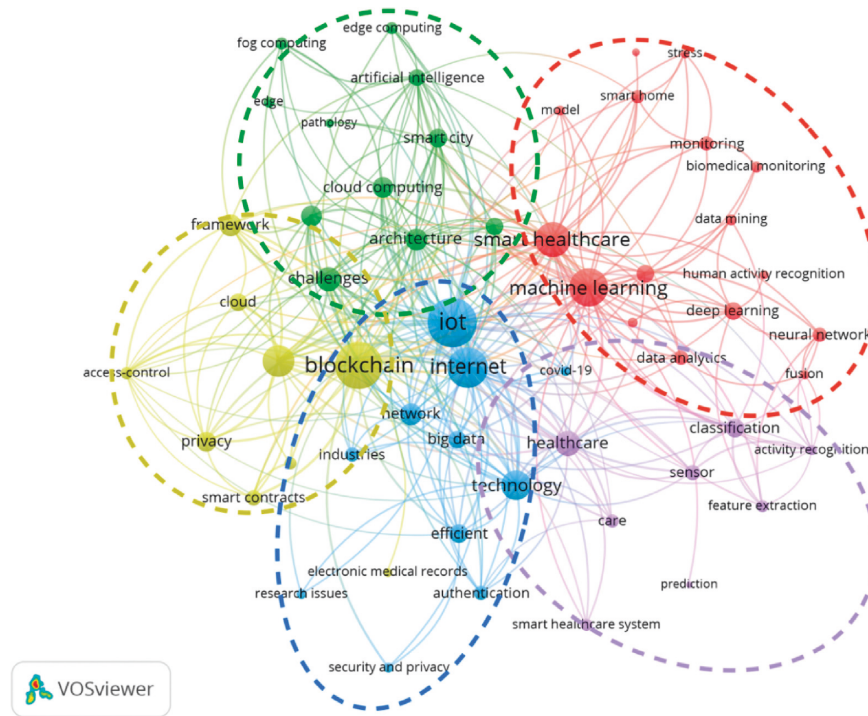 edge computing
fog computing
stress
artificial intelligence
smart home
edge
model
pathology
smart city
monitoring
biomedical monitoring
cloud computing
data mining
framework
architecture
smart healthcare
challenges
human activity recognition
machine learning
cloud
deep learning
iot
neural network
data analytics
blockchain
internet
covid-19
access-control
fusion
network
classification
privacy
big data
healthcare
industries
activity recognition
sensor
technology
smart contracts
feature extraction
care
efficient
electronic medical records
prediction
research issues
authentication
smart healthcare system
security and privacy
VOSviewer